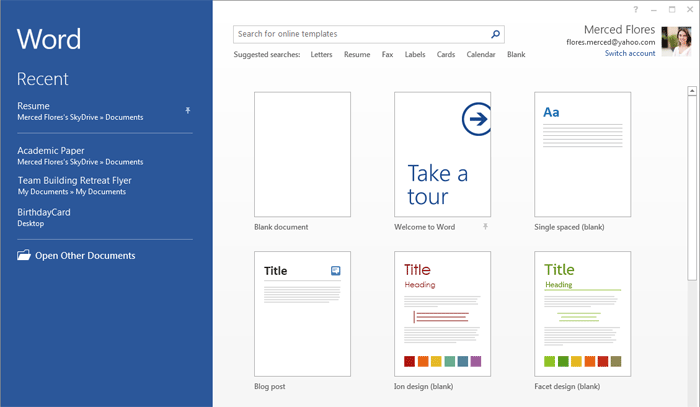 Word
Recent
Resume
Merced Flores's SkyDrive » Documents
Academic Paper
Merced Flores's SkyDrive » Documents
Team Building Retreat Flyer
My Documents » My Documents
BirthdayCard
Desktop
Open Other Documents
?
Search for online templates
Suggested searches: Letters Resume Fax Labels Cards Calendar Blank
Merced Flores
flores.merced@yahoo.com
Switch account
Take a
tour
Aa
Blank document Welcome to Word Single spaced (blank)
Title Title Title
Heading Heading
Blog post Ion design (blank) Facet design (blank)